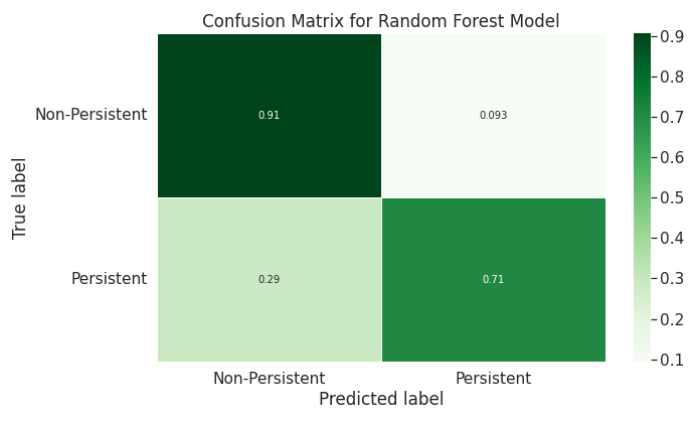 Confusion Matrix for Random Forest Model
True label
Non-Persistent
Persistent
0.91
0.093
0.29
0.71
Non-Persistent
Persistent
Predicted label
0.9
0.8
0.7
0.6
0.5
0.4
0.3
0.2
0.1